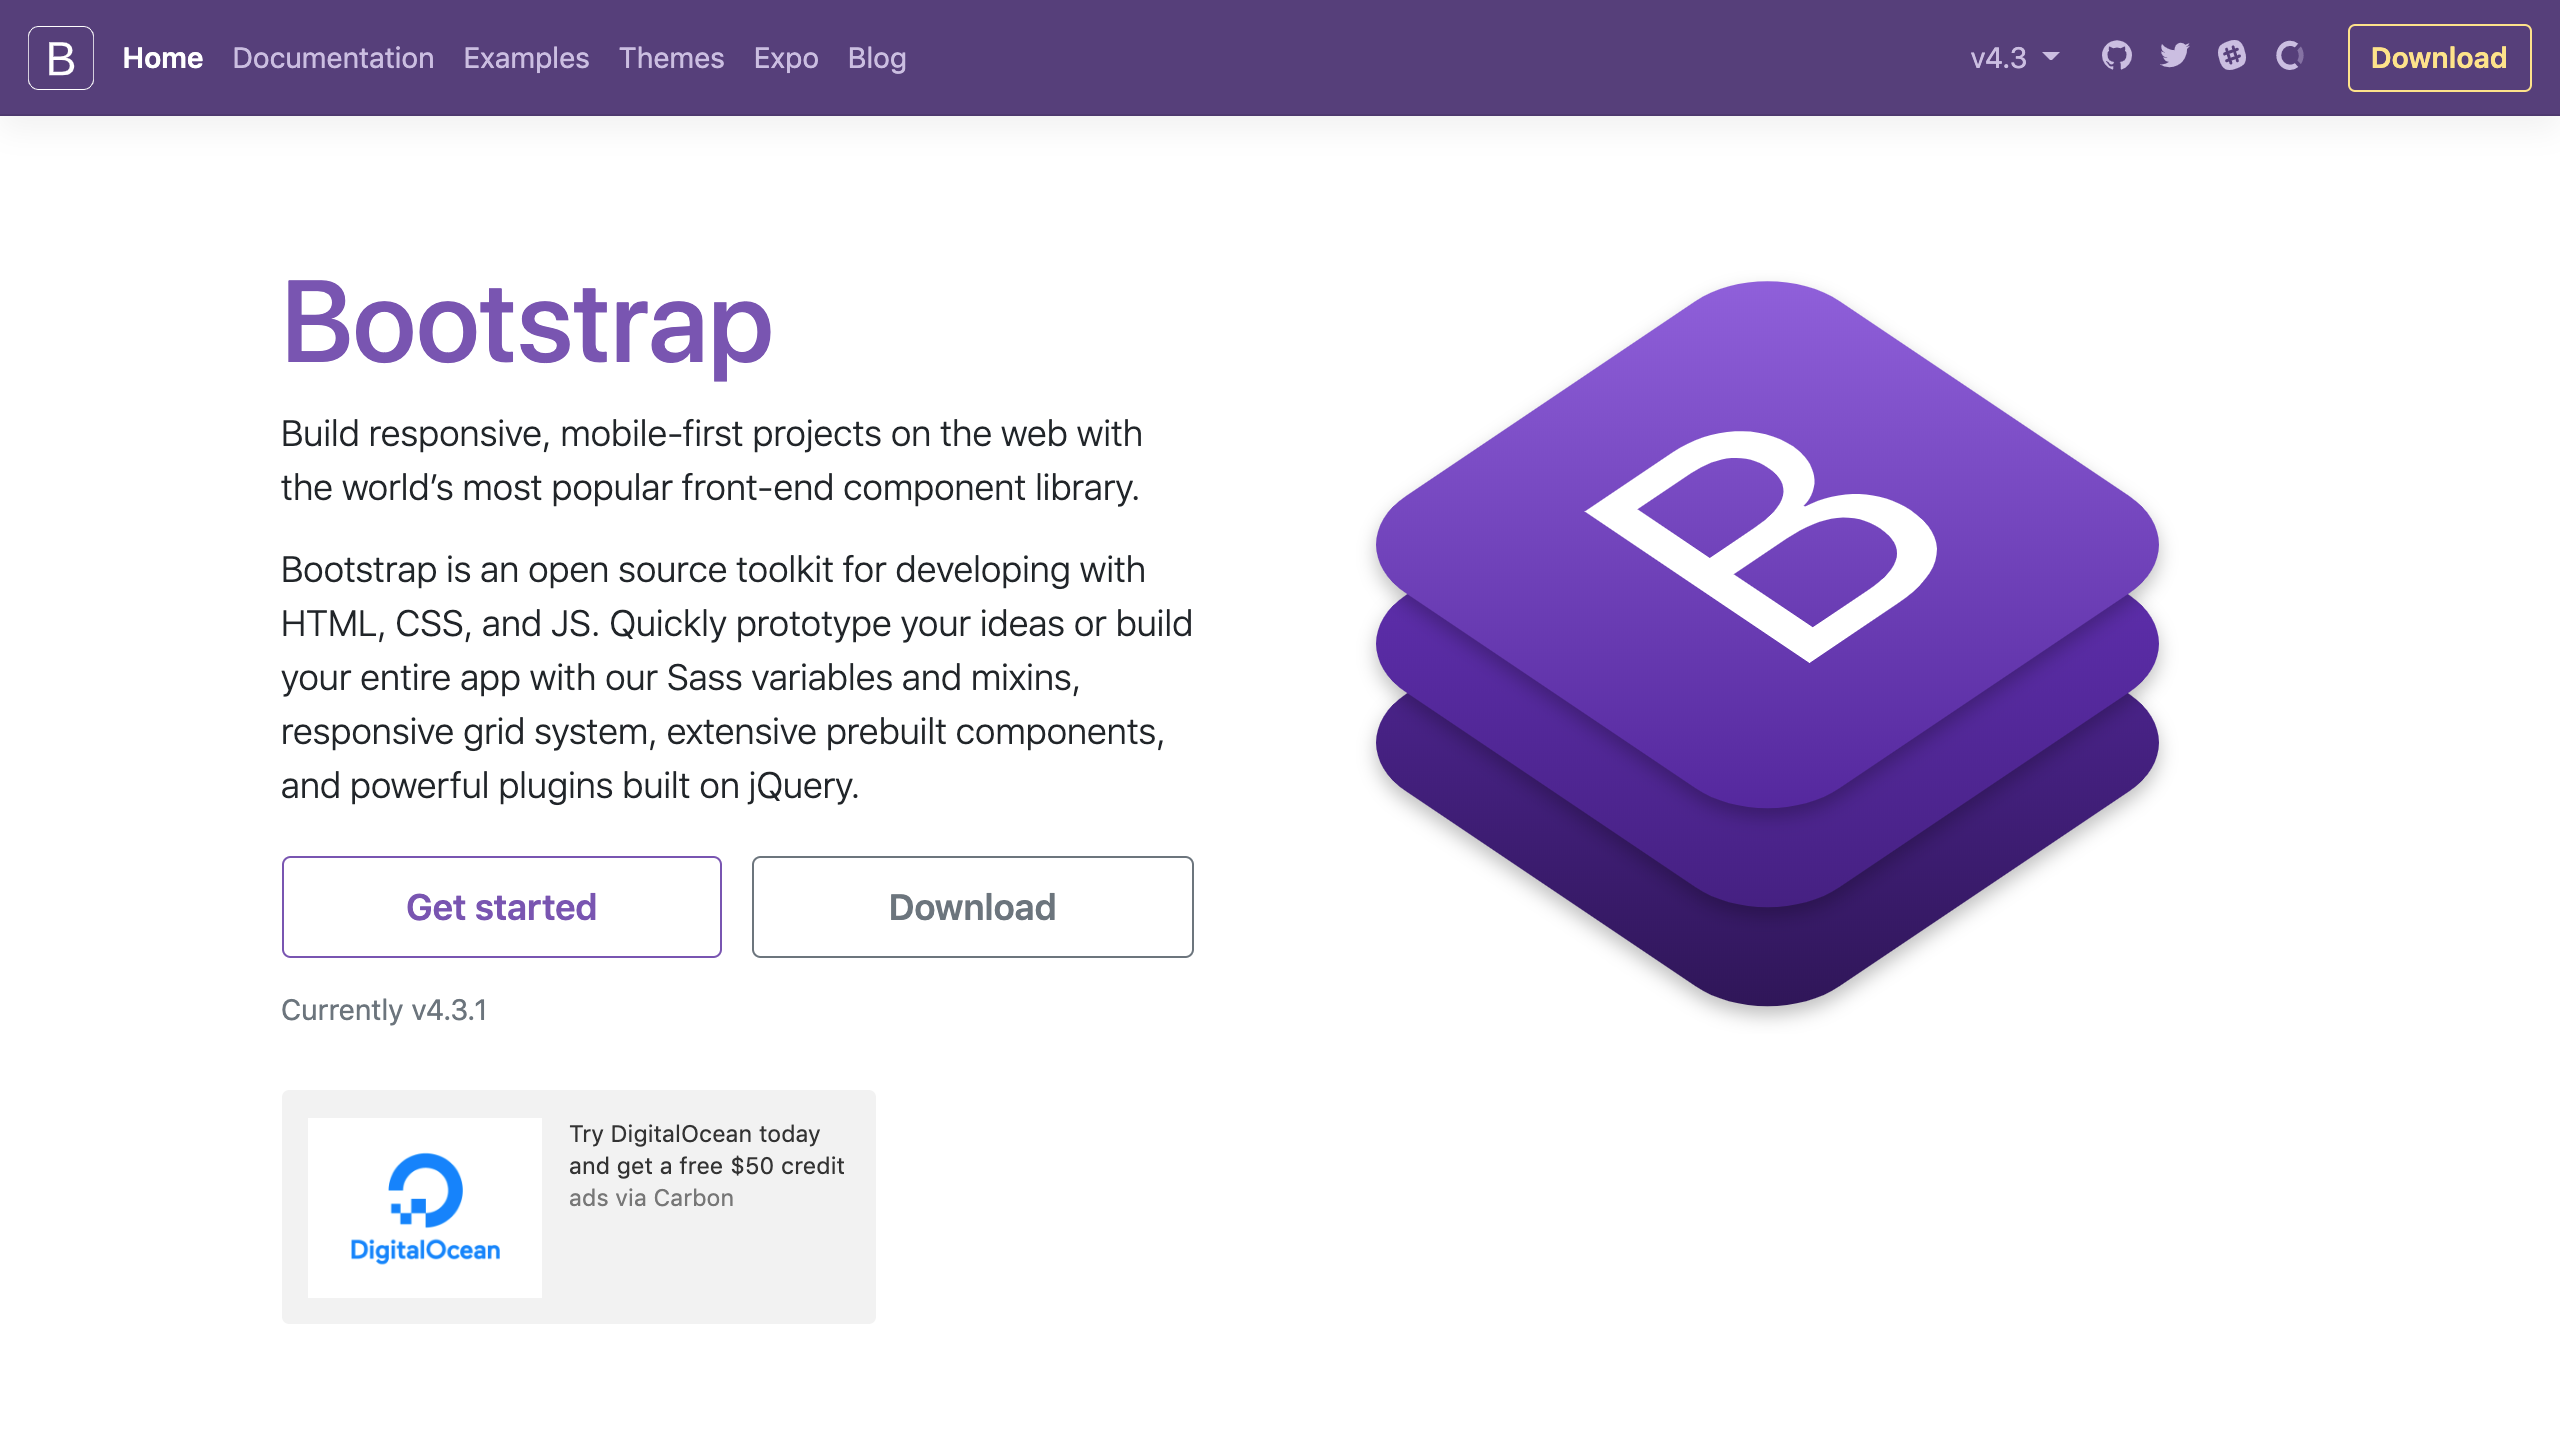 B Home Documentation Examples Themes Expo Blog v4.3 Download
Bootstrap
Build responsive, mobile-first projects on the web with
the world’s most popular front-end component library.
Bootstrap is an open source toolkit for developing with
HTML, CSS, and JS. Quickly prototype your ideas or build
your entire app with our Sass variables and mixins,
responsive grid system, extensive prebuilt components,
and powerful plugins built on jQuery.
Get started Download
Currently v4.3.1
B
DigitalOcean
Try DigitalOcean today
and get a free $50 credit
ads via Carbon